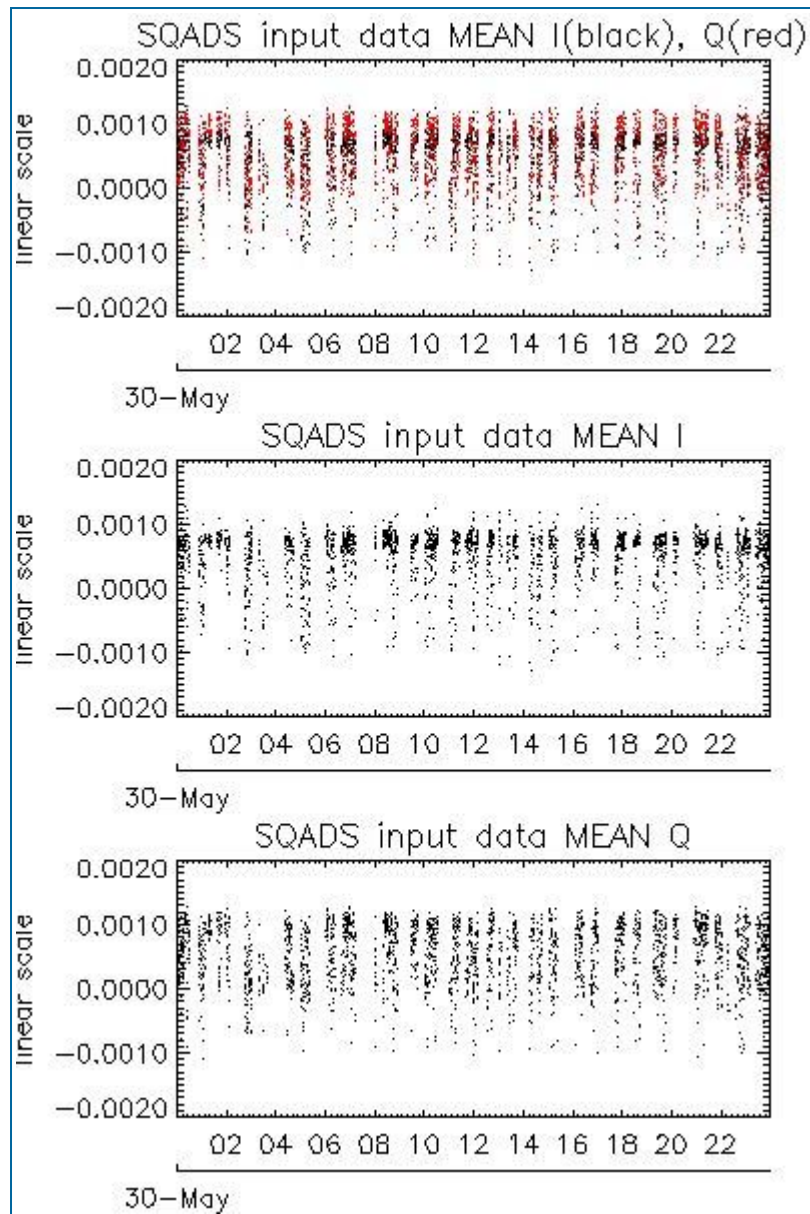 SQADS input data MEAN I(black), Q(red)
linear scale
0.0020
0.0010
0.0000
−0.0010
−0.0020
02 04 06 08 10 12 14 16 18 20 22
30−May
SQADS input data MEAN I
linear scale
0.0020
0.0010
0.0000
−0.0010
−0.0020
02 04 06 08 10 12 14 16 18 20 22
30−May
SQADS input data MEAN Q
linear scale
0.0020
0.0010
0.0000
−0.0010
−0.0020
02 04 06 08 10 12 14 16 18 20 22
30−May